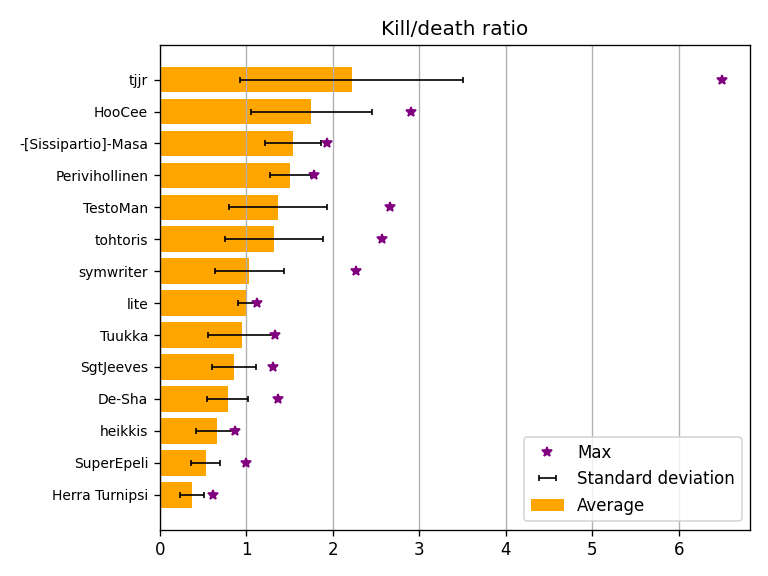 Kill/death ratio
tjjr
HooCee
-[Sissipartio]-Masa
Perivihollinen
TestoMan
tohtoris
symwriter
lite
Tuukka
SgtJeeves
De-Sha
heikkis
SuperEpeli
Herra Turnipsi
Max
Standard deviation
Average
0 1 2 3 4 5 6